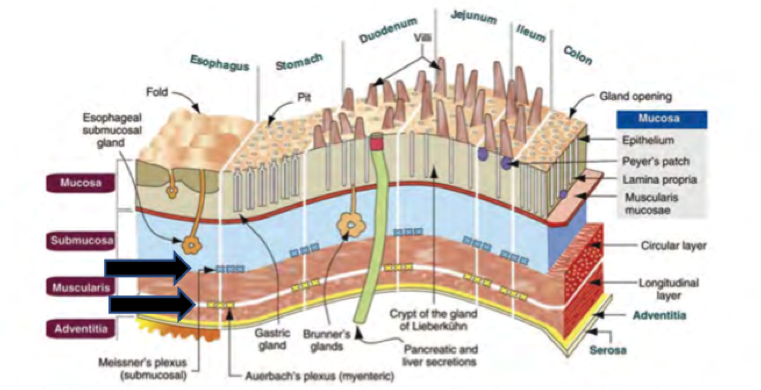 Esophagus
Stomach
Duodenum
Jejunum
Ileum
Colon
Villi
Fold
Pit
Gland opening
Esophageal
submucosal
gland
Mucosa
Epithelium
Peyer's patch
Lamina propria
Muscularis
mucosae
Mucosa
Submucosa
Muscularis
Adventitia
Circular layer
Longitudinal
layer
Adventitia
Serosa
Gastric
gland
Brunner's
glands
Crypt of the gland
of Lieberkühn
Pancreatic and
liver secretions
Meissner's plexus
(submucosal)
Auerbach's plexus (myenteric)